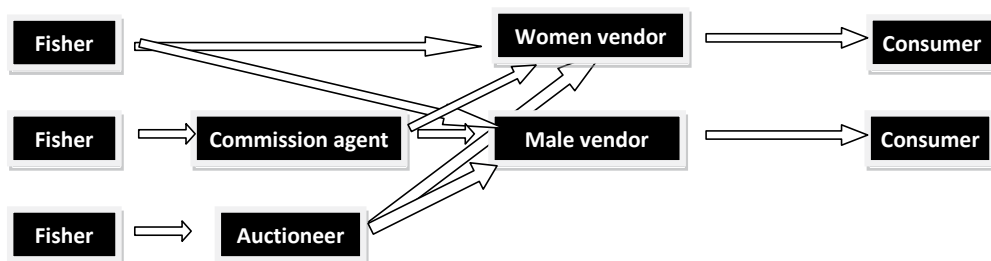 Fisher
Women vendor
Consumer
Fisher
Commission agent
Male vendor
Consumer
Fisher
Auctioneer